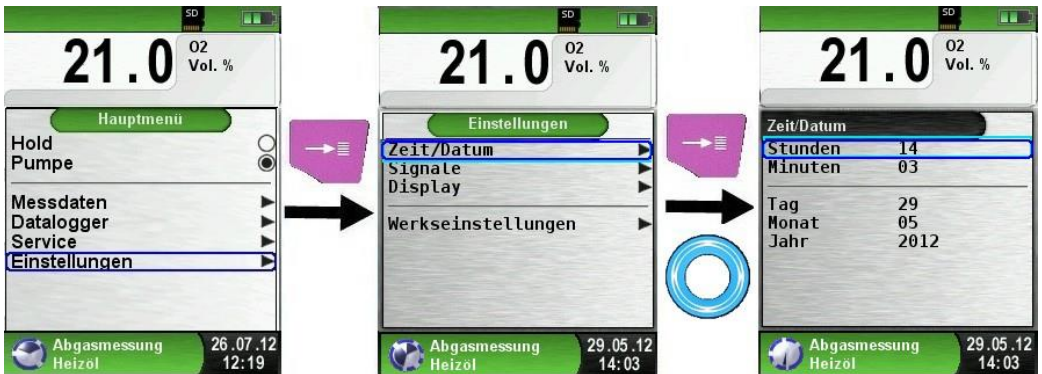 SD
21.0 O2
Vol. %
Hauptmenü
Hold
Pumpe
Messdaten
Datalogger
Service
Einstellungen
Abgasmessung 26.07.12
Heizöl 12:19
SD
21.0 O2
Vol. %
Einstellungen
Zeit/Datum
Signale
Display
Werkseinstellungen
Abgasmessung 29.05.12
Heizöl 14:03
SD
21.0 O2
Vol. %
Zeit/Datum
Stunden 14
Minuten 03
Tag 29
Monat 05
Jahr 2012
Abgasmessung 29.05.12
Heizöl 14:03